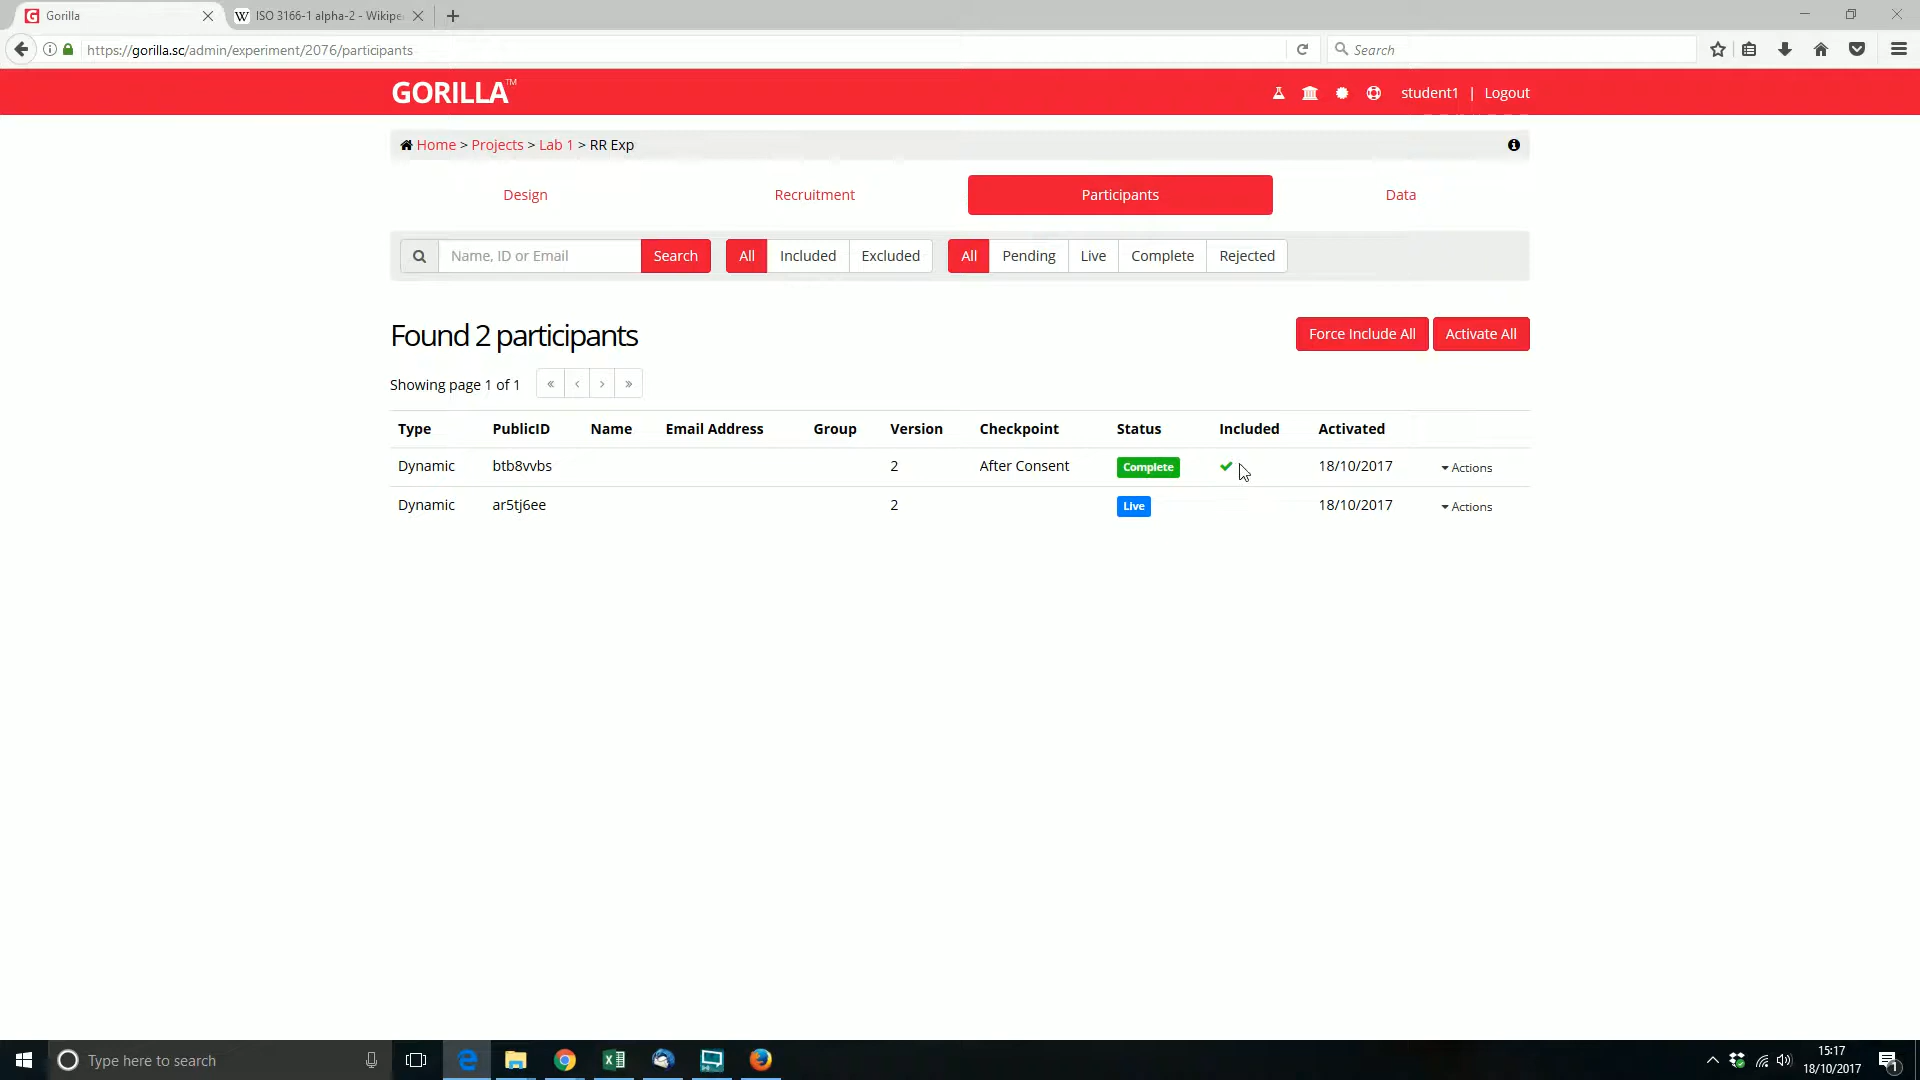 Gorilla
W ISO 3166-1 alpha-2 - Wikipe
https://gorilla.sc/admin/experiment/2076/participants
Search
GORILLA™
student1 | Logout
Home > Projects > Lab 1 > RR Exp
Design Recruitment Participants Data
Name, ID or Email Search All Included Excluded All Pending Live Complete Rejected
Found 2 participants
Force Include All Activate All
Showing page 1 of 1 « ‹ › »
Type PublicID Name Email Address Group Version Checkpoint Status Included Activated
Dynamic btb8vvbs 2 After Consent Complete 18/10/2017 Actions
Dynamic ar5tj6ee 2 Live 18/10/2017 Actions
Type here to search
15:17
18/10/2017
1